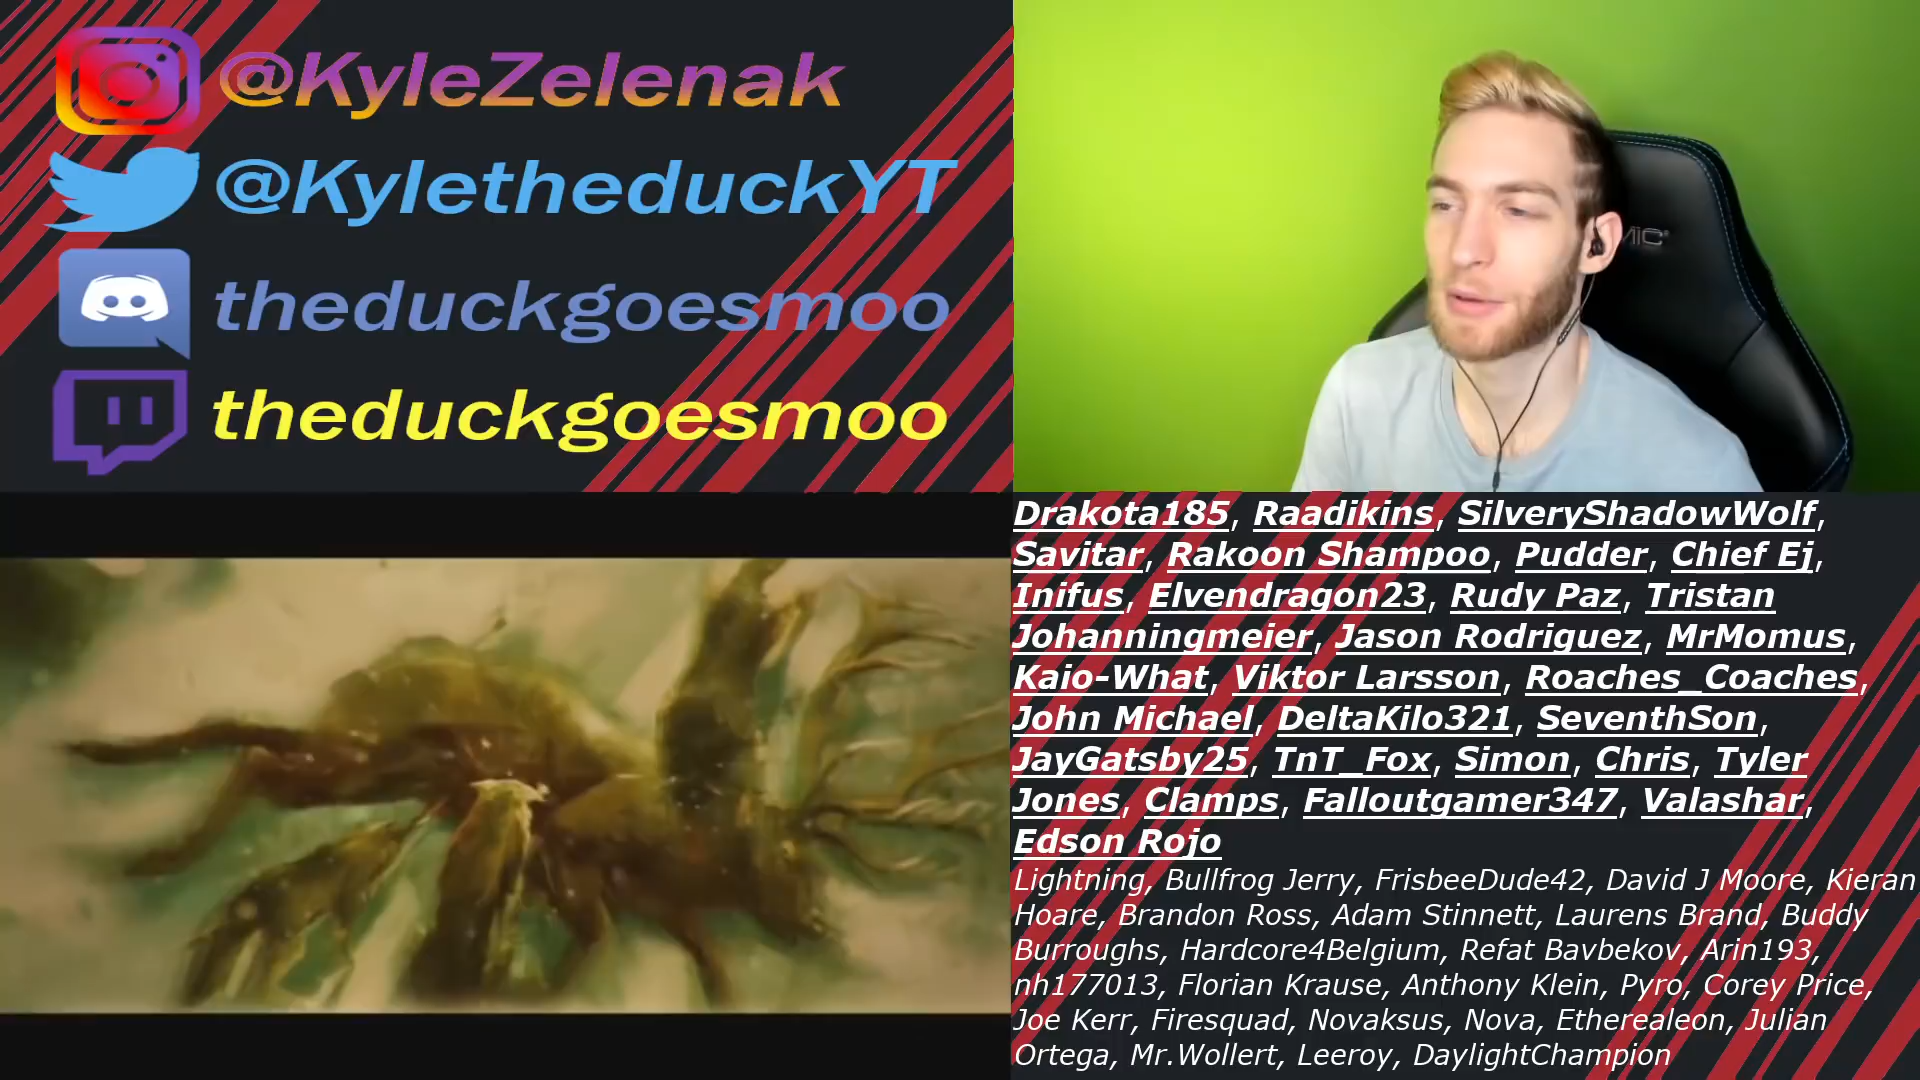 @KyleZelenak
@KyletheduckYT
theduckgoesmoo
theduckgoesmoo
Drakota185, Raadikins, SilveryShadowWolf,
Savitar, Rakoon Shampoo, Pudder, Chief Ej,
Inifus, Elvendragon23, Rudy Paz, Tristan
Johanningmeier, Jason Rodriguez, MrMomus,
Kaio-What, Viktor Larsson, Roaches_Coaches,
John Michael, DeltaKilo321, SeventhSon,
JayGatsby25, TnT_Fox, Simon, Chris, Tyler
Jones, Clamps, Falloutgamer347, Valashar,
Edson Rojo
Lightning, Bullfrog Jerry, FrisbeeDude42, David J Moore, Kieran
Hoare, Brandon Ross, Adam Stinnett, Laurens Brand, Buddy
Burroughs, Hardcore4Belgium, Refat Bavbekov, Arin193,
nh177013, Florian Krause, Anthony Klein, Pyro, Corey Price,
Joe Kerr, Firesquad, Novaksus, Nova, Etherealeon, Julian
Ortega, Mr.Wollert, Leeroy, DaylightChampion